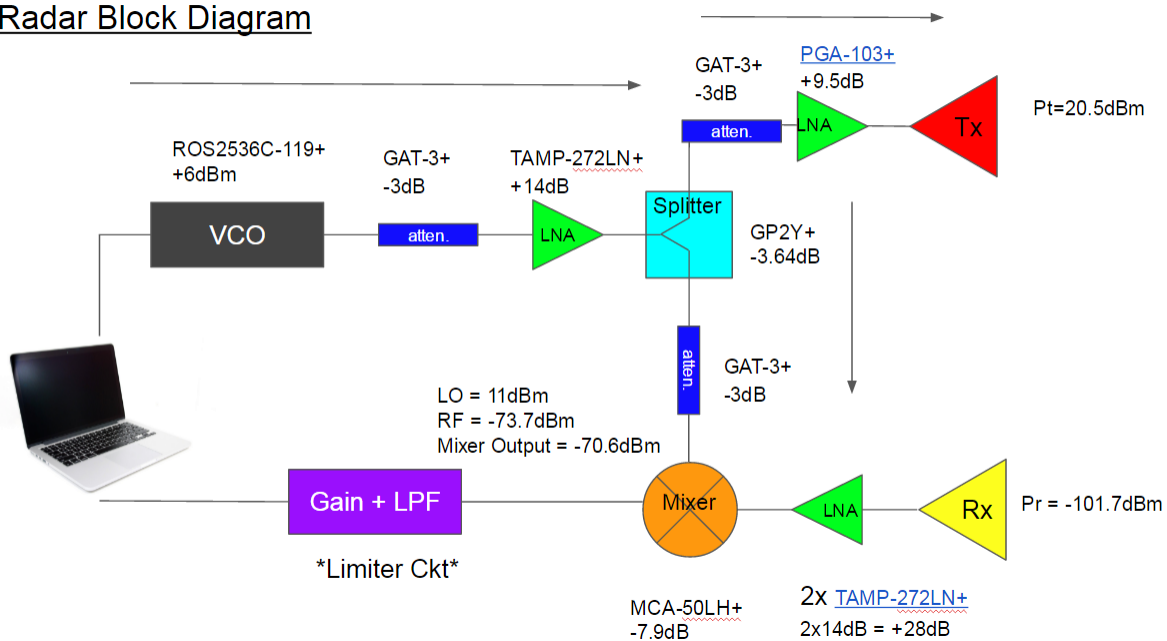 Radar Block Diagram
PGA-103+
+9.5dB
GAT-3+
-3dB
atten.
LNA
Tx
Pt=20.5dBm
ROS2536C-119+
+6dBm
VCO
GAT-3+
-3dB
atten.
TAMP-272LN+
+14dB
LNA
Splitter
GP2Y+
-3.64dB
atten.
GAT-3+
-3dB
LO = 11dBm
RF = -73.7dBm
Mixer Output = -70.6dBm
Gain + LPF
*Limiter Ckt*
Mixer
MCA-50LH+
-7.9dB
LNA
2x TAMP-272LN+
2x14dB = +28dB
Rx
Pr = -101.7dBm